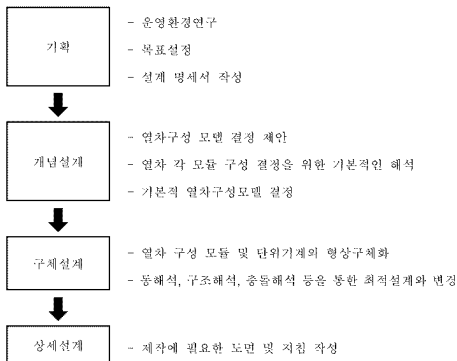 기획
- 운영환경연구
- 목표설정
- 설계 명세서 작성
개념설계
- 열차구성 모델 결정 제안
- 열차 각 모듈 구성 결정을 위한 기본적인 해석
- 기본적 열차구성모델 결정
구체설계
- 열차 구성 모듈 및 단위기계의 형상구체화
- 동해석, 구조해석, 충돌해석 등을 통한 최적설계와 변경
상세설계
- 제작에 필요한 도면 및 지침 작성